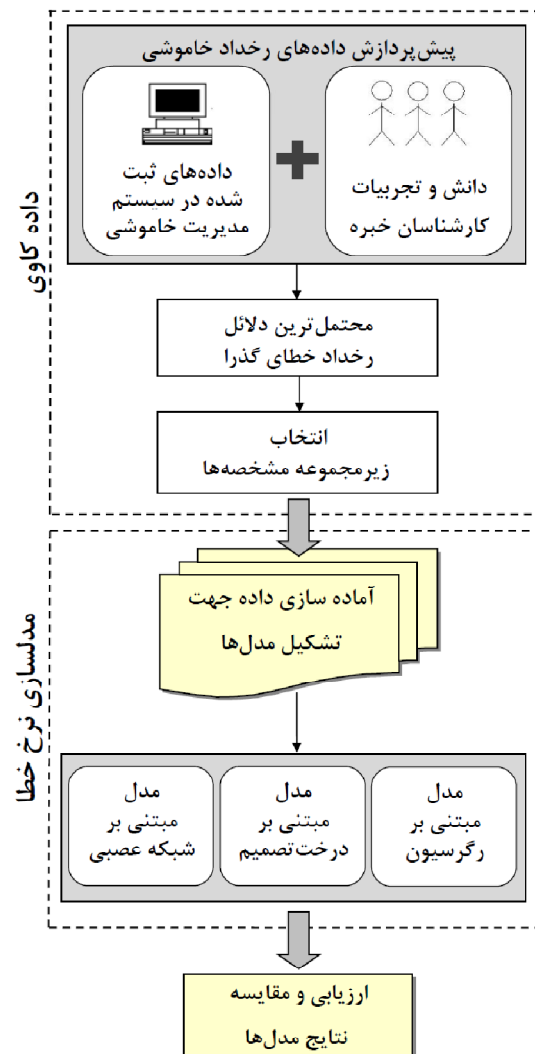 پیش‌پردازش داده‌های رخداد خاموشی
دانش و تجربیات
کارشناسان خبره
داده‌های ثبت
شده در سیستم
مدیریت خاموشی
داده کاوی
محتمل‌ترین دلائل
رخداد خطای گذرا
انتخاب
زیرمجموعه مشخصه‌ها
مدلسازی نرخ خطا
آماده سازی داده جهت
تشکیل مدل‌ها
مدل
مبتنی بر
رگرسیون
مدل
مبتنی بر
درخت‌تصمیم
مدل
مبتنی بر
شبکه عصبی
ارزیابی و مقایسه
نتایج مدل‌ها